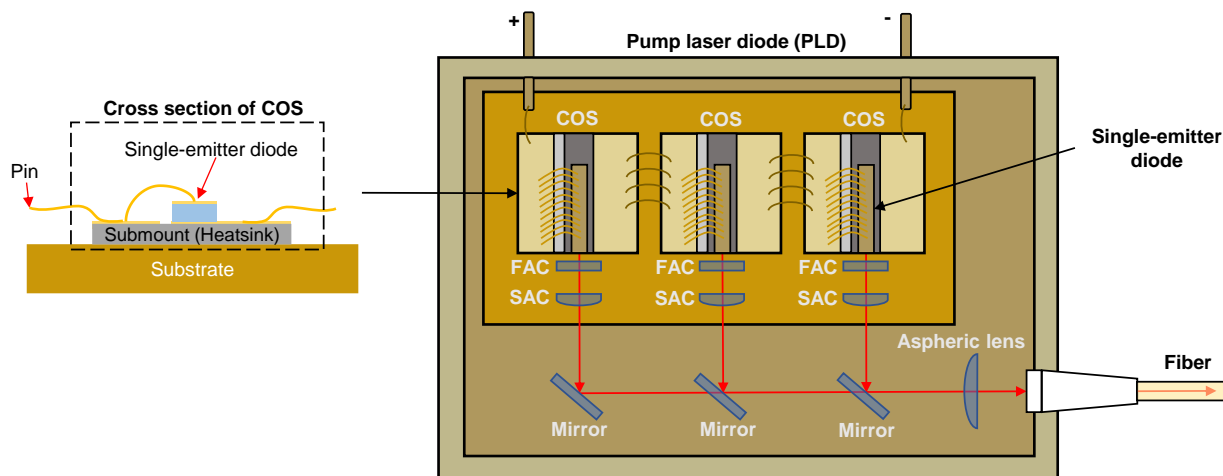 +
-
Pump laser diode (PLD)
Cross section of COS
Single-emitter diode
Pin
Submount (Heatsink)
Substrate
COS
COS
COS
Single-emitter
diode
FAC
FAC
FAC
SAC
SAC
SAC
Aspheric lens
Fiber
Mirror
Mirror
Mirror